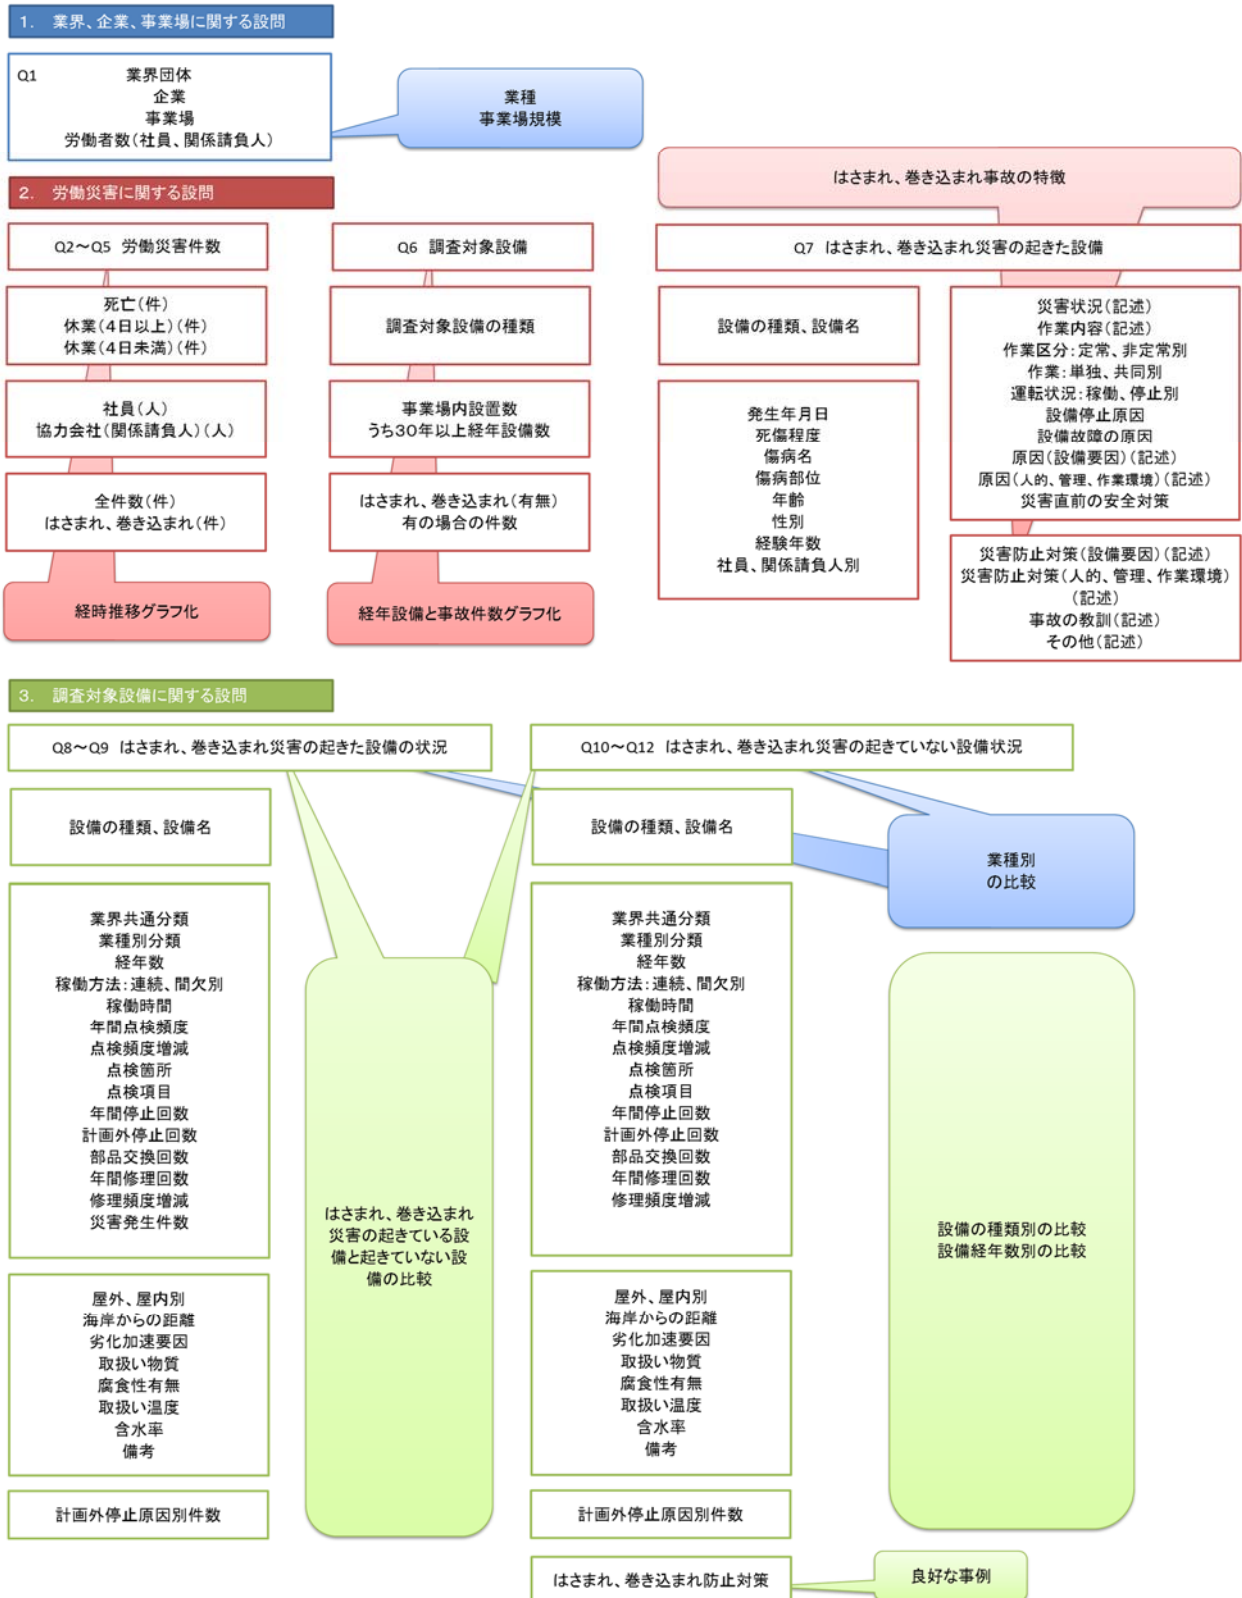 1. 業界、企業、事業場に関する設問
Q1 業界団体
企業
事業場
労働者数(社員、関係請負人)
業種
事業場規模
2. 労働災害に関する設問
はさまれ、巻き込まれ事故の特徴
Q2～Q5 労働災害件数
死亡(件)
休業(4日以上)(件)
休業(4日未満)(件)
社員(人)
協力会社(関係請負人)(人)
全件数(件)
はさまれ、巻き込まれ(件)
経時推移グラフ化
Q6 調査対象設備
調査対象設備の種類
事業場内設置数
うち30年以上経年設備数
はさまれ、巻き込まれ(有無)
有の場合の件数
経年設備と事故件数グラフ化
Q7 はさまれ、巻き込まれ災害の起きた設備
設備の種類、設備名
発生年月日
死傷程度
傷病名
傷病部位
年齢
性別
経験年数
社員、関係請負人別
災害状況(記述)
作業内容(記述)
作業区分:定常、非定常別
作業:単独、共同別
運転状況:稼働、停止別
設備停止原因
設備故障の原因
原因(設備要因)(記述)
原因(人的、管理、作業環境)(記述)
災害直前の安全対策
災害防止対策(設備要因)(記述)
災害防止対策(人的、管理、作業環境)
(記述)
事故の教訓(記述)
その他(記述)
3. 調査対象設備に関する設問
Q8～Q9 はさまれ、巻き込まれ災害の起きた設備の状況
設備の種類、設備名
業界共通分類
業種別分類
経年数
稼働方法:連続、間欠別
稼働時間
年間点検頻度
点検頻度増減
点検箇所
点検項目
年間停止回数
計画外停止回数
部品交換回数
年間修理回数
修理頻度増減
災害発生件数
屋外、屋内別
海岸からの距離
劣化加速要因
取扱い物質
腐食性有無
取扱い温度
含水率
備考
計画外停止原因別件数
はさまれ、巻き込まれ
災害の起きている設
備と起きていない設
備の比較
Q10～Q12 はさまれ、巻き込まれ災害の起きていない設備状況
設備の種類、設備名
業界共通分類
業種別分類
経年数
稼働方法:連続、間欠別
稼働時間
年間点検頻度
点検頻度増減
点検箇所
点検項目
年間停止回数
計画外停止回数
部品交換回数
年間修理回数
修理頻度増減
屋外、屋内別
海岸からの距離
劣化加速要因
取扱い物質
腐食性有無
取扱い温度
含水率
備考
計画外停止原因別件数
はさまれ、巻き込まれ防止対策
業種別
の比較
設備の種類別の比較
設備経年数別の比較
良好な事例